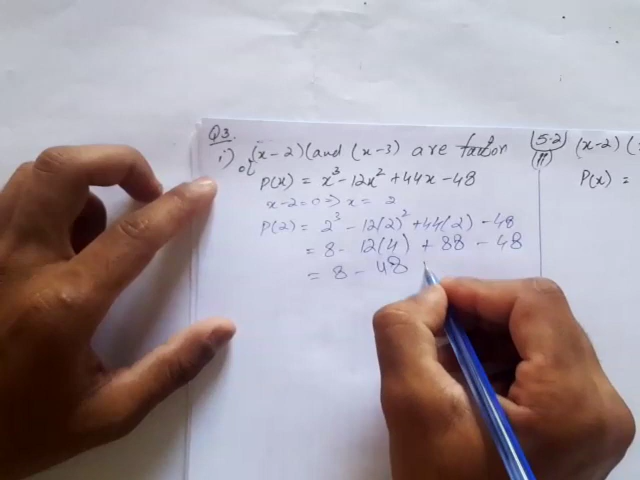 Q3.
i) (x-2) and (x-3) are factor
of
P(x) = x³ - 12x² + 44x - 48
x-2=0 => x = 2
P(2) = 2³ - 12(2)² + 44(2) - 48
= 8 - 12(4) + 88 - 48
= 8 - 48
(5.2) (x-2)
(ii)
P(x) =